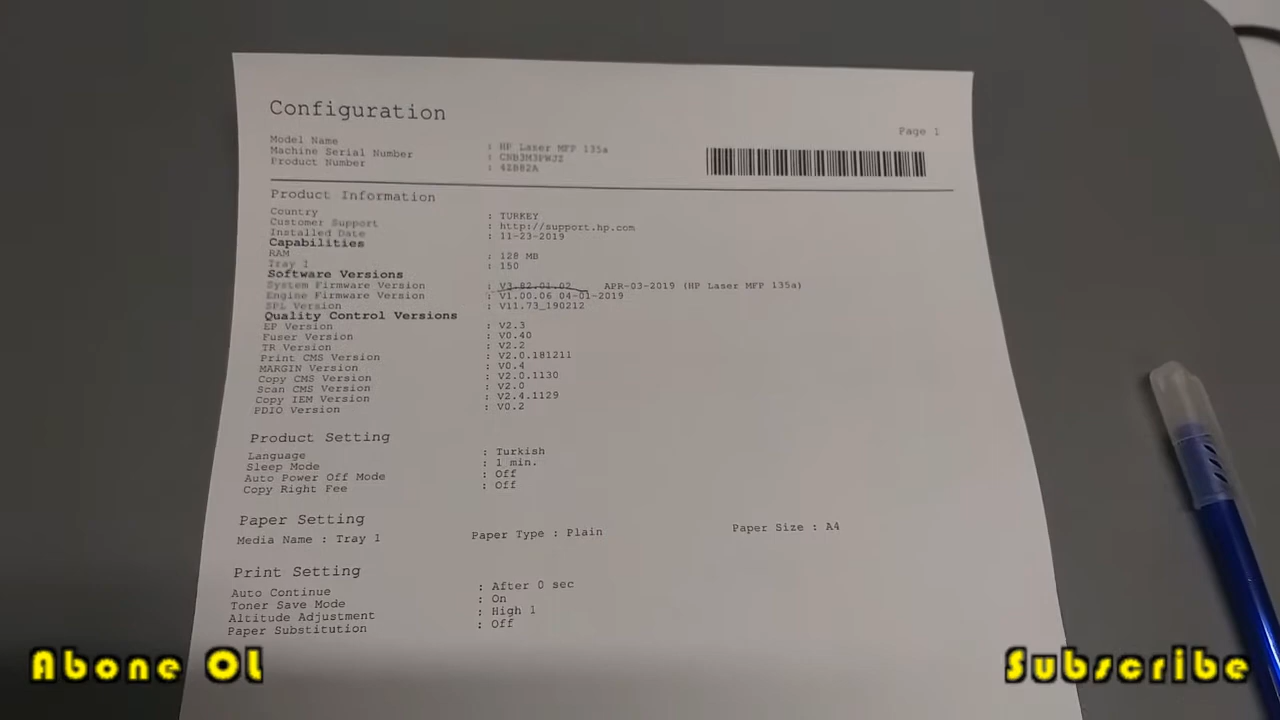 Configuration
Page 1
Model Name : HP Laser MFP 135a
Machine Serial Number : CNB3M3PWJZ
Product Number : 4ZB82A
Product Information
Country : TURKEY
Customer Support : http://support.hp.com
Installed Date : 11-23-2019
Capabilities
RAM : 128 MB
Tray 1 : 150
Software Versions
System Firmware Version : V3.82.01.02 APR-03-2019 (HP Laser MFP 135a)
Engine Firmware Version : V1.00.06 04-01-2019
SPL Version : V11.73_190212
Quality Control Versions
EP Version : V2.3
Fuser Version : V0.40
TR Version : V2.2
Print CMS Version : V2.0.181211
MARGIN Version : V0.4
Copy CMS Version : V2.0.1130
Scan CMS Version : V2.0
Copy IEM Version : V2.4.1129
PDIO Version : V0.2
Product Setting
Language : Turkish
Sleep Mode : 1 min.
Auto Power Off Mode : Off
Copy Right Fee : Off
Paper Setting
Media Name : Tray 1 Paper Type : Plain Paper Size : A4
Print Setting
Auto Continue : After 0 sec
Toner Save Mode : On
Altitude Adjustment : High 1
Paper Substitution : Off
Abone OL
Subscribe